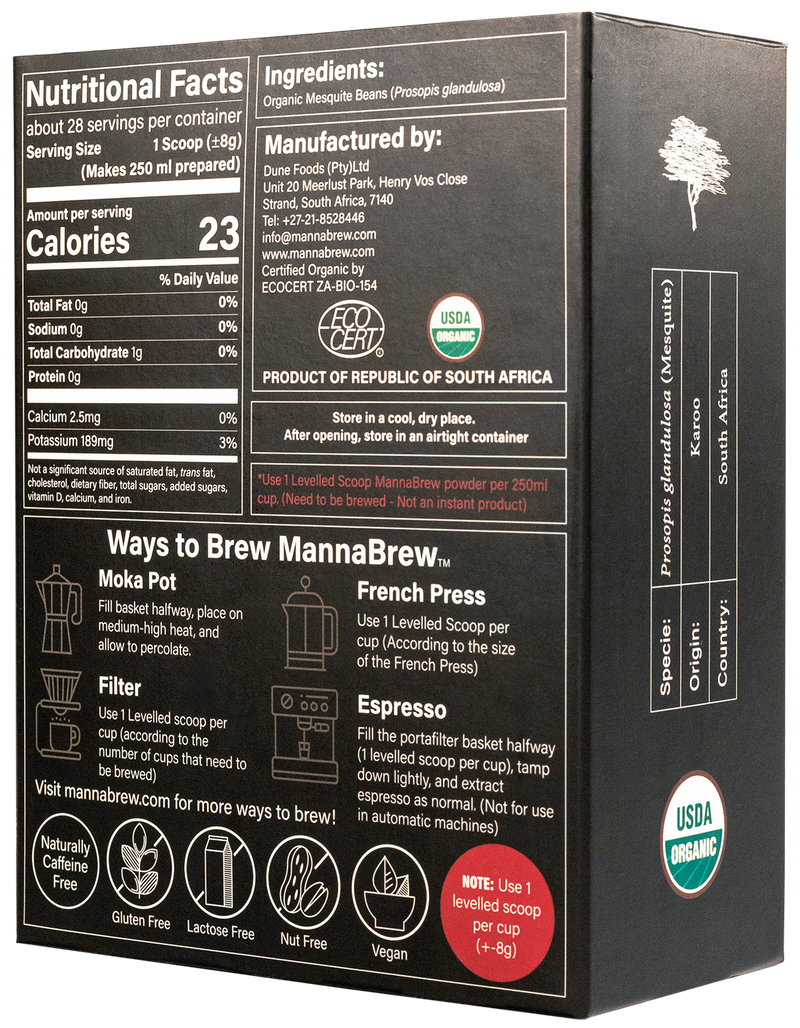 Nutritional Facts
about 28 servings per container
Serving Size 1 Scoop (±8g)
(Makes 250 ml prepared)
Amount per serving
Calories 23
% Daily Value
Total Fat 0g 0%
Sodium 0g 0%
Total Carbohydrate 1g 0%
Protein 0g
Calcium 2.5mg 0%
Potassium 189mg 3%
Not a significant source of saturated fat, trans fat,
cholesterol, dietary fiber, total sugars, added sugars,
vitamin D, calcium, and iron.
Ingredients:
Organic Mesquite Beans (Prosopis glandulosa)
Manufactured by:
Dune Foods (Pty)Ltd
Unit 20 Meerlust Park, Henry Vos Close
Strand, South Africa, 7140
Tel: +27-21-8528446
info@mannabrew.com
www.mannabrew.com
Certified Organic by
ECOCERT ZA-BIO-154
ECO
CERT
®
USDA
ORGANIC
PRODUCT OF REPUBLIC OF SOUTH AFRICA
Store in a cool, dry place.
After opening, store in an airtight container
*Use 1 Levelled Scoop MannaBrew powder per 250ml
cup. (Need to be brewed - Not an instant product)
Ways to Brew MannaBrew™
Moka Pot
Fill basket halfway, place on
medium-high heat, and
allow to percolate.
French Press
Use 1 Levelled Scoop per
cup (According to the size
of the French Press)
Filter
Use 1 Levelled scoop per
cup (according to the
number of cups that need to
be brewed)
Espresso
Fill the portafilter basket halfway
(1 levelled scoop per cup), tamp
down lightly, and extract
espresso as normal. (Not for use
in automatic machines)
Visit mannabrew.com for more ways to brew!
Naturally
Caffeine
Free
Gluten Free
Lactose Free
Nut Free
Vegan
NOTE: Use 1
levelled scoop
per cup
(+-8g)
Specie: Prosopis glandulosa (Mesquite)
Origin: Karoo
Country: South Africa
USDA
ORGANIC